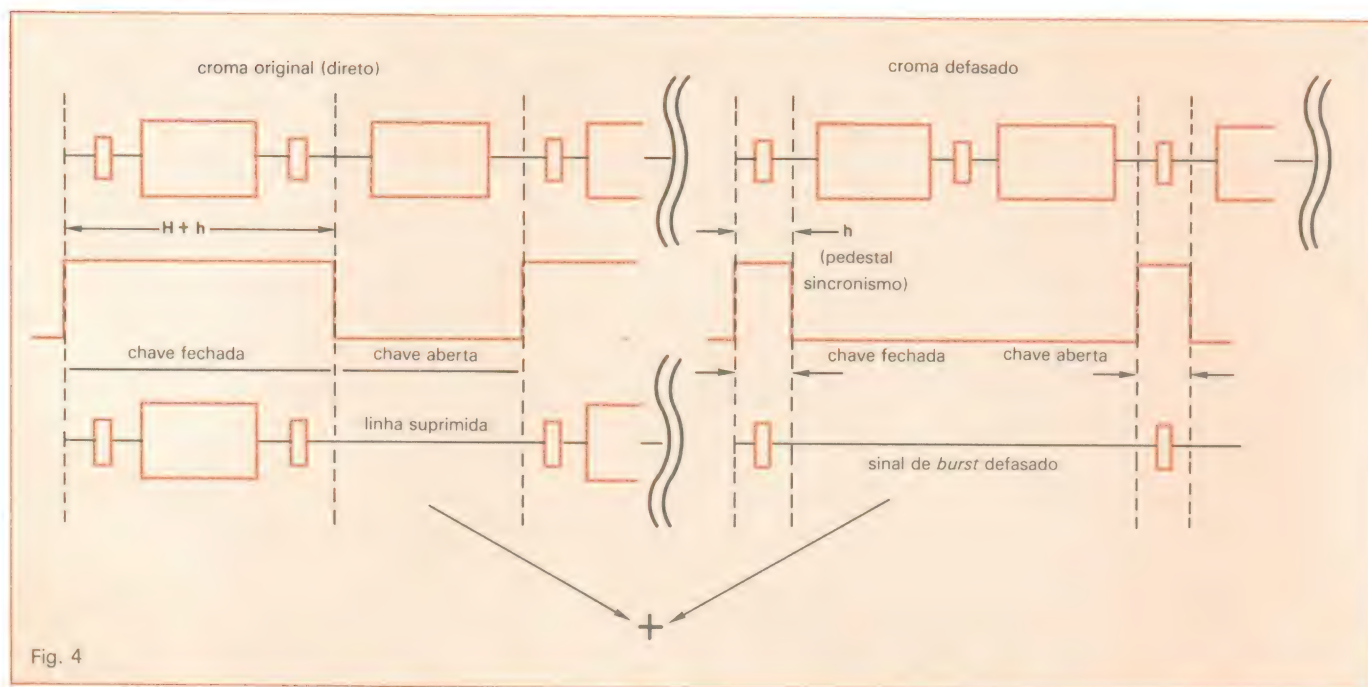 croma original (direto)
croma defasado
H + h
h
(pedestal
sincronismo)
chave fechada
chave aberta
chave fechada
chave aberta
linha suprimida
sinal de burst defasado
+
Fig. 4